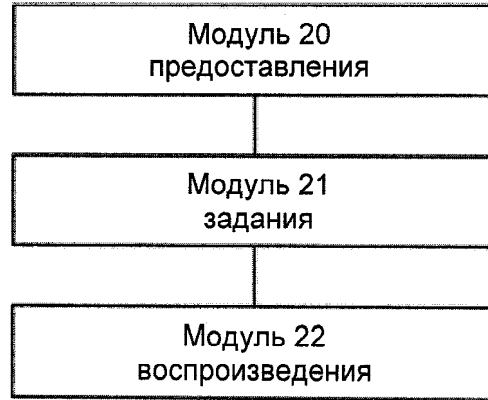 Модуль 20
предоставления
Модуль 21
задания
Модуль 22
воспроизведения